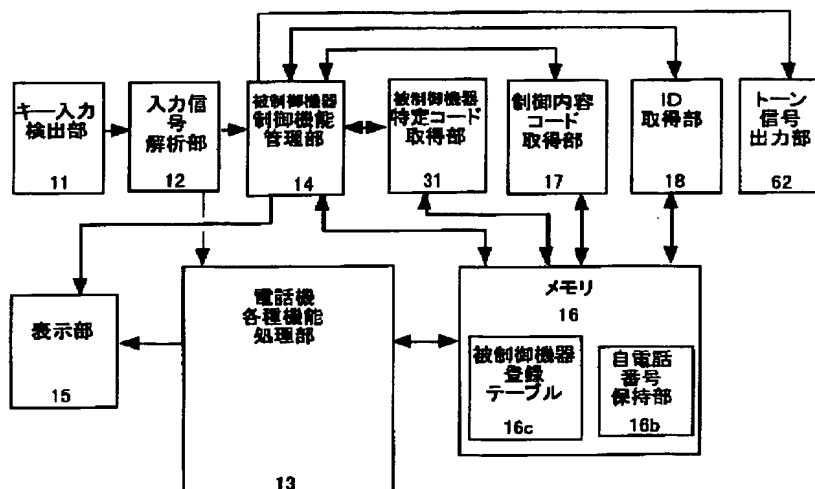 キー入力
検出部
11
入力信
号
解析部
12
被制御機器
制御機能
管理部
14
被制御機器
特定コード
取得部
31
制御内容
コード
取得部
17
ID
取得部
18
トーン
信号
出力部
62
表示部
15
電話機
各種機能
処理部
13
メモリ
16
被制御機器
登録
テーブル
16c
自電話
番号
保持部
16b